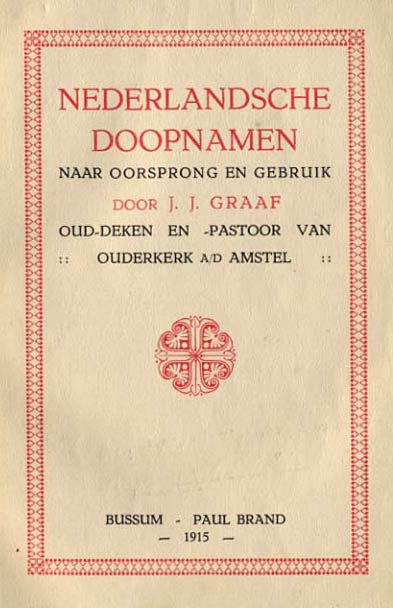 NEDERLANDSCHE
DOOPNAMEN
NAAR OORSPRONG EN GEBRUIK
DOOR J. J. GRAAF
OUD-DEKEN EN -PASTOOR VAN
:: OUDERKERK A/D AMSTEL ::
BUSSUM - PAUL BRAND
— 1915 —